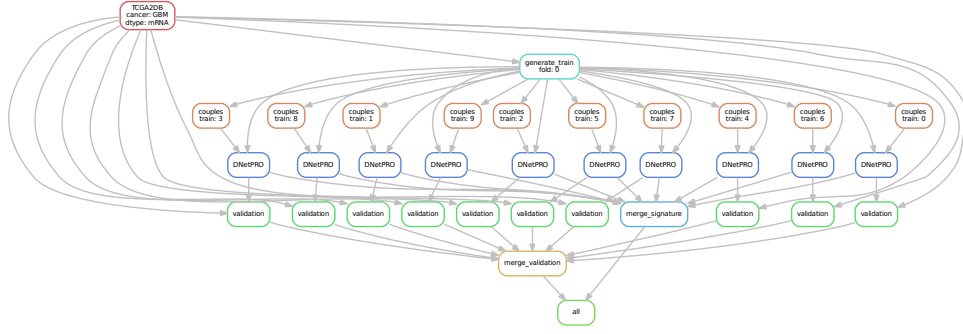 TCGA2DB
cancer: GBM
dtype: mRNA
generate_train
fold: 0
couples
train: 3
couples
train: 8
couples
train: 1
couples
train: 9
couples
train: 2
couples
train: 5
couples
train: 7
couples
train: 4
couples
train: 6
couples
train: 0
DNetPRO
DNetPRO
DNetPRO
DNetPRO
DNetPRO
DNetPRO
DNetPRO
DNetPRO
DNetPRO
DNetPRO
validation
validation
validation
validation
validation
validation
validation
merge_signature
validation
validation
validation
merge_validation
all